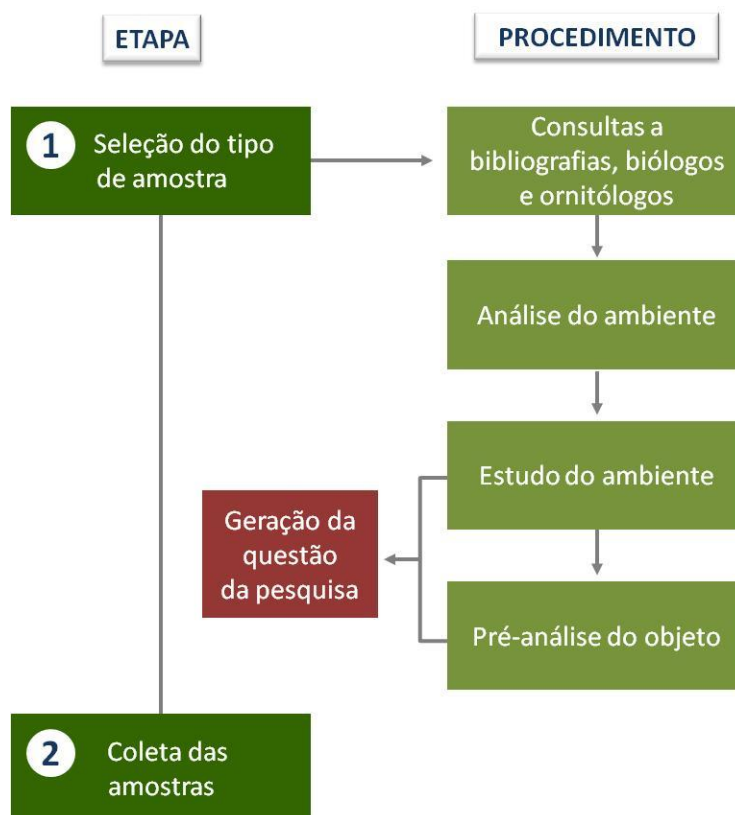 ETAPA
PROCEDIMENTO
1
Seleção do tipo
de amostra
Consultas a
bibliografias, biólogos
e ornitólogos
Análise do ambiente
Estudo do ambiente
Geração da
questão
da pesquisa
Pré-análise do objeto
2
Coleta das
amostras